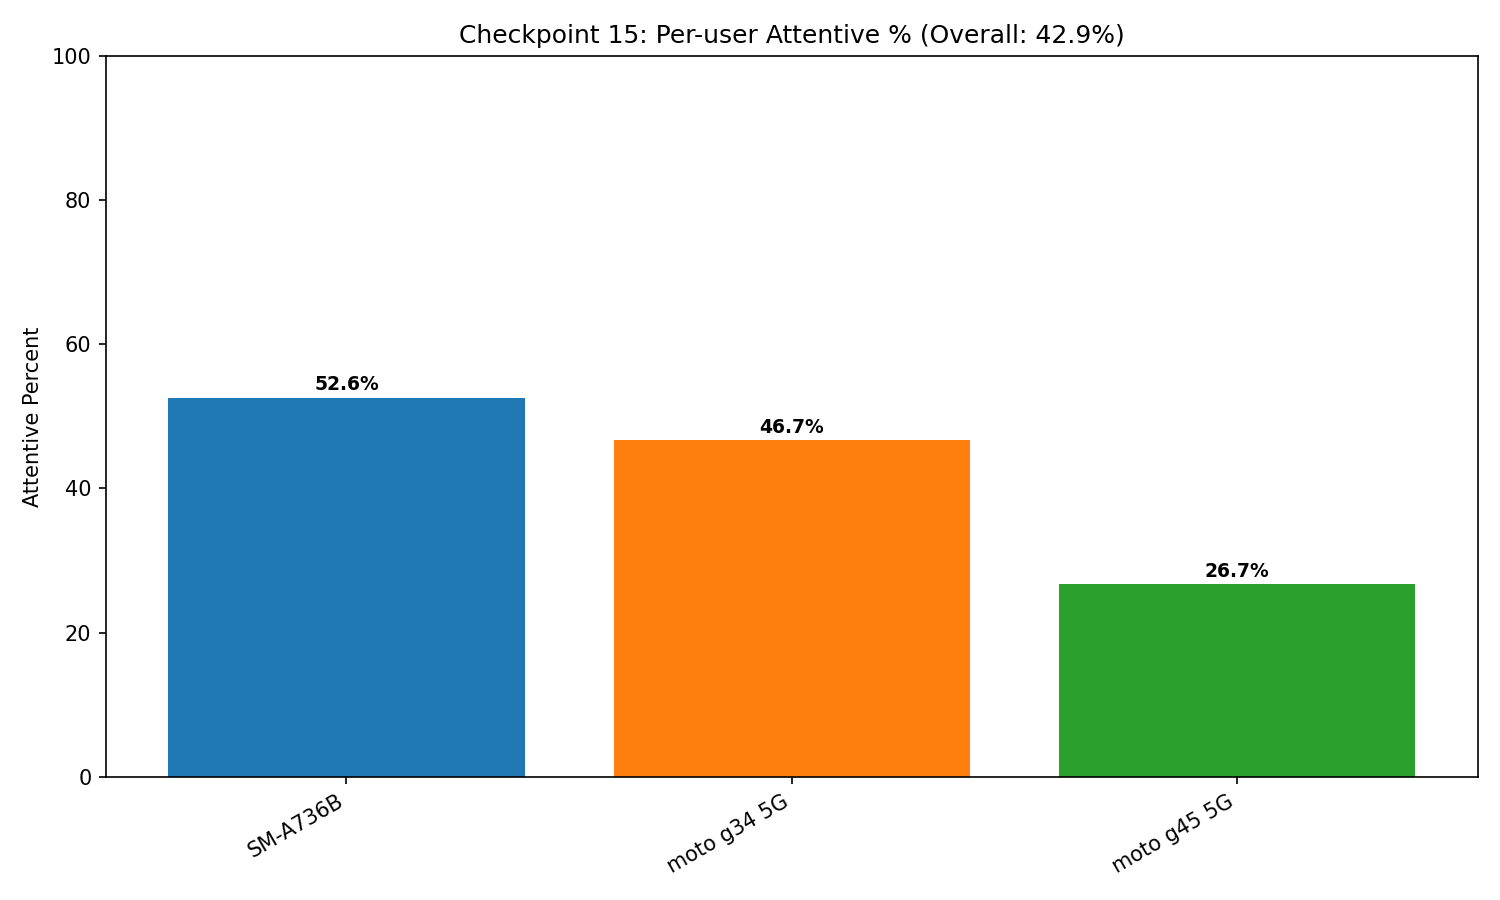 Checkpoint 15: Per-user Attentive % (Overall: 42.9%)
Attentive Percent
100
80
60
40
20
0
52.6%
46.7%
26.7%
SM-A736B
moto g34 5G
moto g45 5G